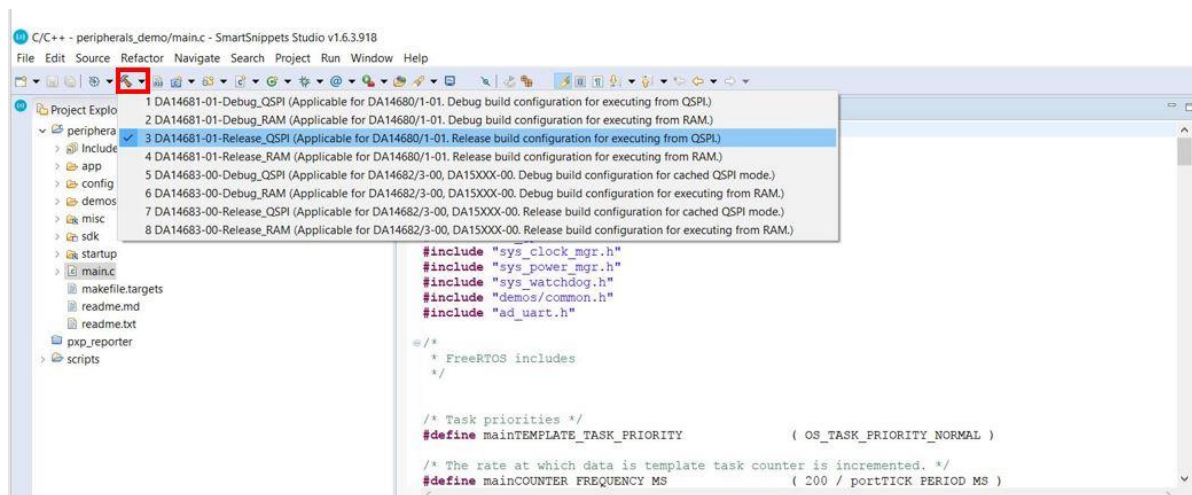 C/C++ - peripherals_demo/main.c - SmartSnippets Studio v1.6.3.918
File Edit Source Refactor Navigate Search Project Run Window Help
Project Explo
1 DA14681-01-Debug_QSPI (Applicable for DA14680/1-01. Debug build configuration for executing from QSPI.)
2 DA14681-01-Debug_RAM (Applicable for DA14680/1-01. Debug build configuration for executing from RAM.)
3 DA14681-01-Release_QSPI (Applicable for DA14680/1-01. Release build configuration for executing from QSPI.)
4 DA14681-01-Release_RAM (Applicable for DA14680/1-01. Release build configuration for executing from RAM.)
5 DA14683-00-Debug_QSPI (Applicable for DA14682/3-00, DA15XXX-00. Debug build configuration for cached QSPI mode.)
6 DA14683-00-Debug_RAM (Applicable for DA14682/3-00, DA15XXX-00. Debug build configuration for executing from RAM.)
7 DA14683-00-Release_QSPI (Applicable for DA14682/3-00, DA15XXX-00. Release build configuration for cached QSPI mode.)
8 DA14683-00-Release_RAM (Applicable for DA14682/3-00, DA15XXX-00. Release build configuration for executing from RAM.)
periphera
Include
app
config
demos
misc
sdk
startup
main.c
makefile.targets
readme.md
readme.txt
pxp_reporter
scripts
#include "sys_clock_mgr.h"
#include "sys_power_mgr.h"
#include "sys_watchdog.h"
#include "demos/common.h"
#include "ad_uart.h"
/*
* FreeRTOS includes
*/
/* Task priorities */
#define mainTEMPLATE_TASK_PRIORITY ( OS_TASK_PRIORITY_NORMAL )
/* The rate at which data is template task counter is incremented. */
#define mainCOUNTER_FREQUENCY_MS ( 200 / portTICK_PERIOD_MS )